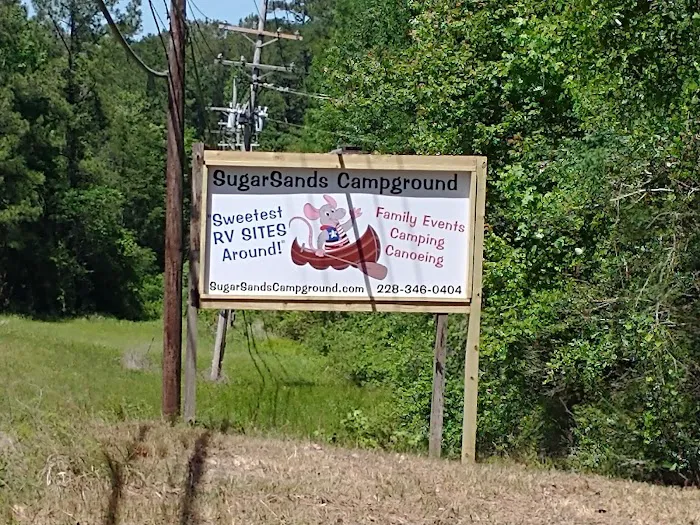 SugarSands Campground
Sweetest
RV SITES
Around!"
Family Events
Camping
Canoeing
SugarSandsCampground.com 228-346-0404